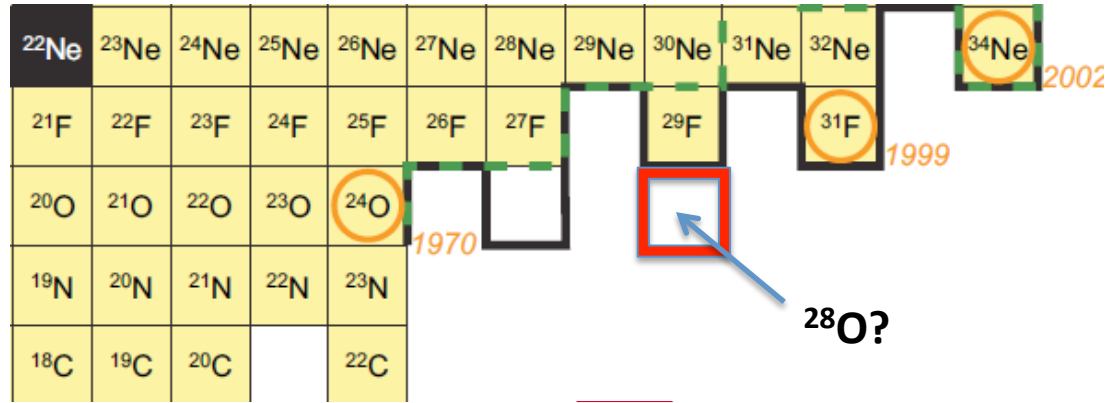 ²²Ne ²³Ne ²⁴Ne ²⁵Ne ²⁶Ne ²⁷Ne ²⁸Ne ²⁹Ne ³⁰Ne ³¹Ne ³²Ne ³⁴Ne
2002
²¹F ²²F ²³F ²⁴F ²⁵F ²⁶F ²⁷F ²⁹F ³¹F
1999
²⁰O ²¹O ²²O ²³O ²⁴O
1970
¹⁹N ²⁰N ²¹N ²²N ²³N
²⁸O?
¹⁸C ¹⁹C ²⁰C ²²C